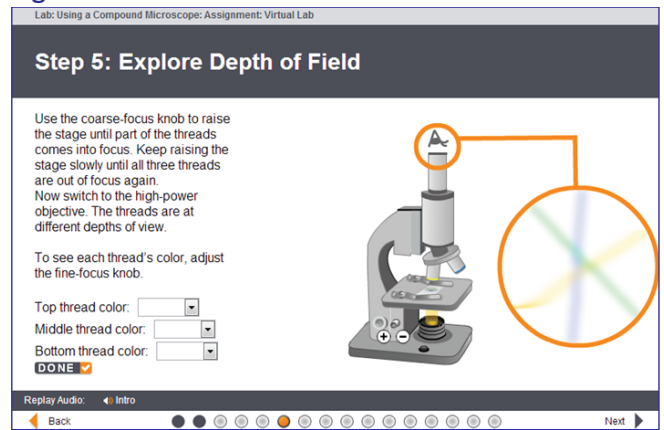 Lab: Using a Compound Microscope: Assignment: Virtual Lab
Step 5: Explore Depth of Field
Use the coarse-focus knob to raise
the stage until part of the threads
comes into focus. Keep raising the
stage slowly until all three threads
are out of focus again.
Now switch to the high-power
objective. The threads are at
different depths of view.
To see each thread's color, adjust
the fine-focus knob.
Top thread color:
Middle thread color:
Bottom thread color:
DONE
Replay Audio: Intro
Back
Next